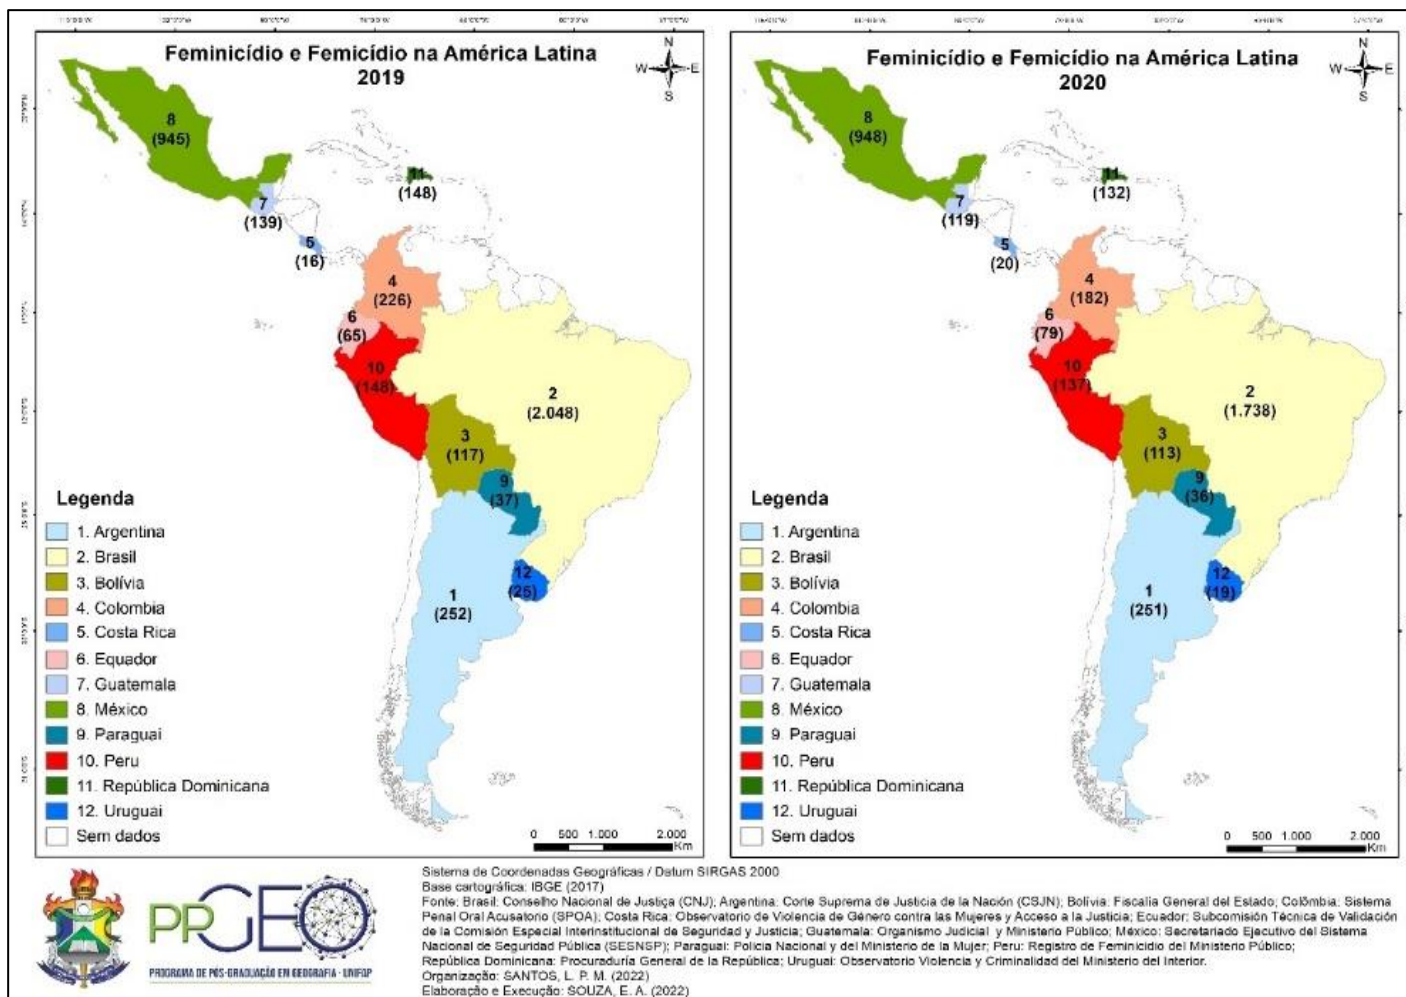 Feminicídio e Femicídio na América Latina
2019
N
W
E
S
8
(945)
11
(148)
7
(139)
5
(16)
4
(226)
6
(65)
10
(148)
2
(2.048)
3
(117)
9
(37)
12
(25)
1
(252)
Legenda
1. Argentina
2. Brasil
3. Bolívia
4. Colombia
5. Costa Rica
6. Equador
7. Guatemala
8. México
9. Paraguai
10. Peru
11. República Dominicana
12. Uruguai
Sem dados
0 500 1.000 2.000
Km
Feminicídio e Femicídio na América Latina
2020
N
W
E
S
8
(948)
11
(132)
7
(119)
5
(20)
4
(182)
6
(79)
10
(137)
2
(1.738)
3
(113)
9
(36)
12
(19)
1
(251)
Legenda
1. Argentina
2. Brasil
3. Bolívia
4. Colombia
5. Costa Rica
6. Equador
7. Guatemala
8. México
9. Paraguai
10. Peru
11. República Dominicana
12. Uruguai
Sem dados
0 500 1.000 2.000
Km
PPGEO
PROGRAMA DE PÓS-GRADUAÇÃO EM GEOGRAFIA - UNIFAP
Sistema de Coordenadas Geográficas / Datum SIRGAS 2000
Base cartográfica: IBGE (2017)
Fonte: Brasil: Conselho Nacional de Justiça (CNJ); Argentina: Corte Suprema de Justicia de la Nación (CSJN); Bolívia: Fiscalia General del Estado; Colômbia: Sistema
Penal Oral Acusatorio (SPOA); Costa Rica: Observatorio de Violencia de Género contra las Mujeres y Acceso a la Justicia; Ecuador: Subcomisión Técnica de Validación
de la Comisión Especial Interinstitucional de Seguridad y Justicia; Guatemala: Organismo Judicial y Ministerio Público; México: Secretariado Ejecutivo del Sistema
Nacional de Seguridad Pública (SESNSP); Paraguai: Policia Nacional y del Ministerio de la Mujer; Peru: Registro de Feminicidio del Ministerio Público;
República Dominicana: Procuraduría General de la República; Uruguai: Observatorio Violencia y Criminalidad del Ministerio del Interior.
Organização: SANTOS, L. P. M. (2022)
Elaboração e Execução: SOUZA, E. A. (2022)